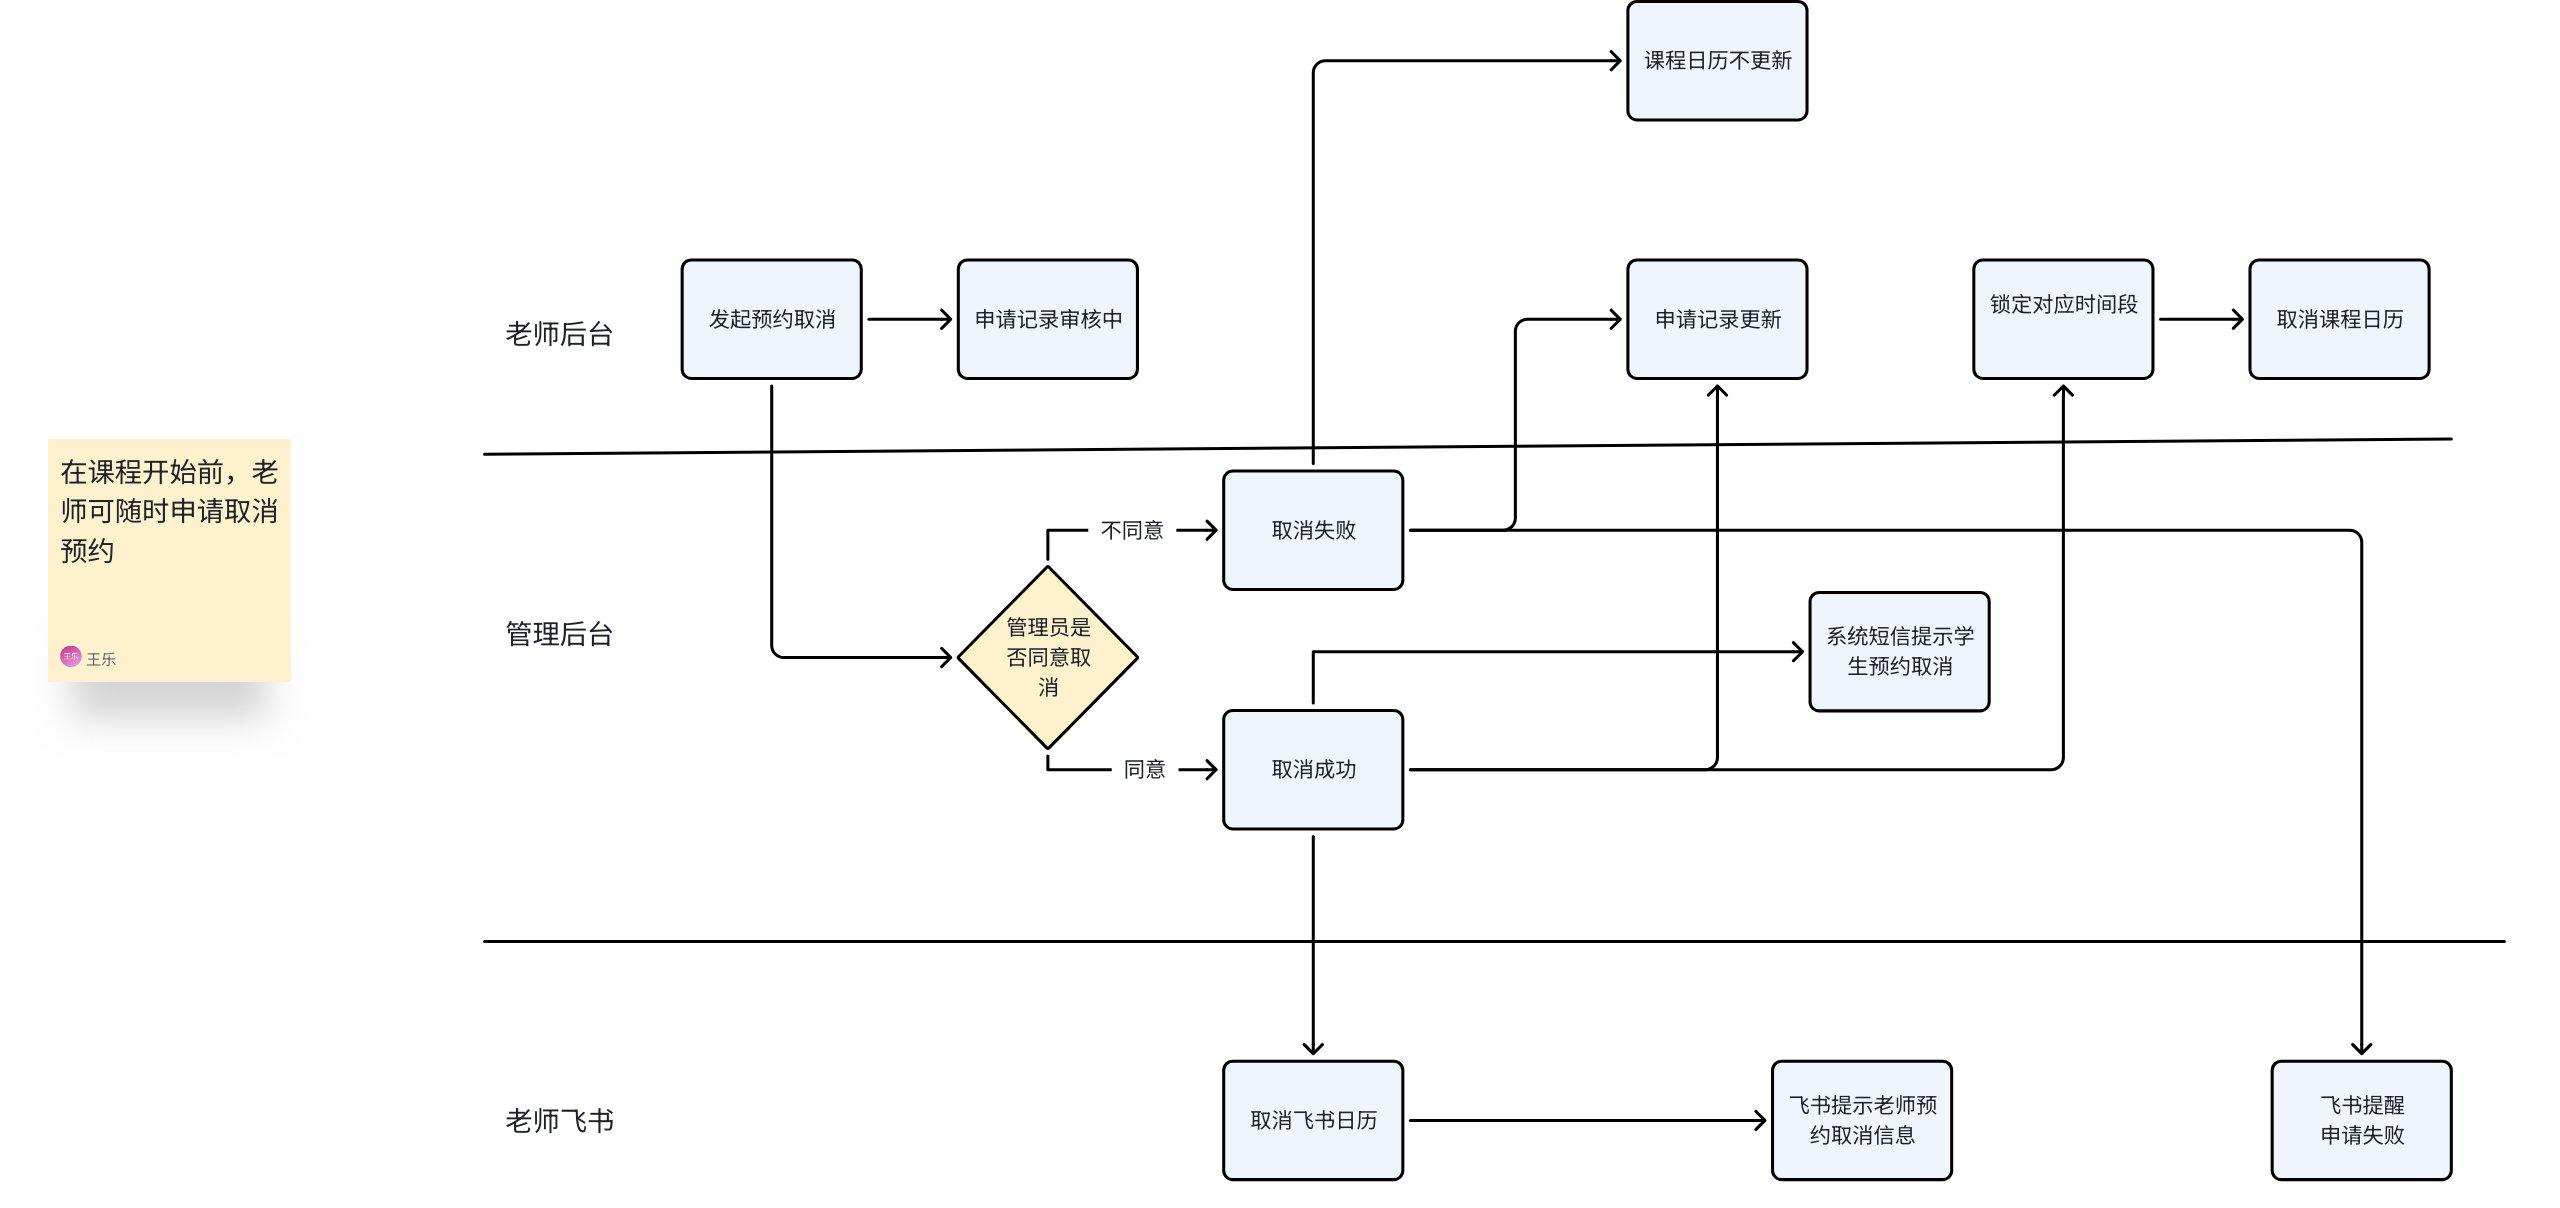 课程日历不更新
老师后台
发起预约取消
申请记录审核中
申请记录更新
锁定对应时间段
取消课程日历
在课程开始前，老
师可随时申请取消
预约
王乐
王乐
管理后台
不同意
取消失败
管理员是
否同意取
消
系统短信提示学
生预约取消
同意
取消成功
老师飞书
取消飞书日历
飞书提示老师预
约取消信息
飞书提醒
申请失败